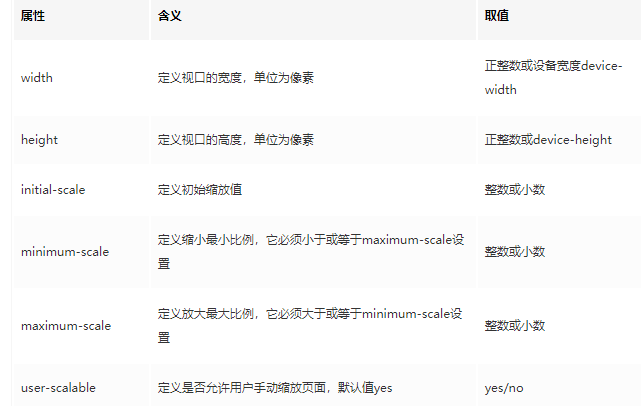 属性 含义 取值
width 定义视口的宽度，单位为像素 正整数或设备宽度device-
width
height 定义视口的高度，单位为像素 正整数或device-height
initial-scale 定义初始缩放值 整数或小数
minimum-scale 定义缩小最小比例，它必须小于或等于maximum-scale设
置 整数或小数
maximum-scale 定义放大最大比例，它必须大于或等于minimum-scale设
置 整数或小数
user-scalable 定义是否允许用户手动缩放页面，默认值yes yes/no